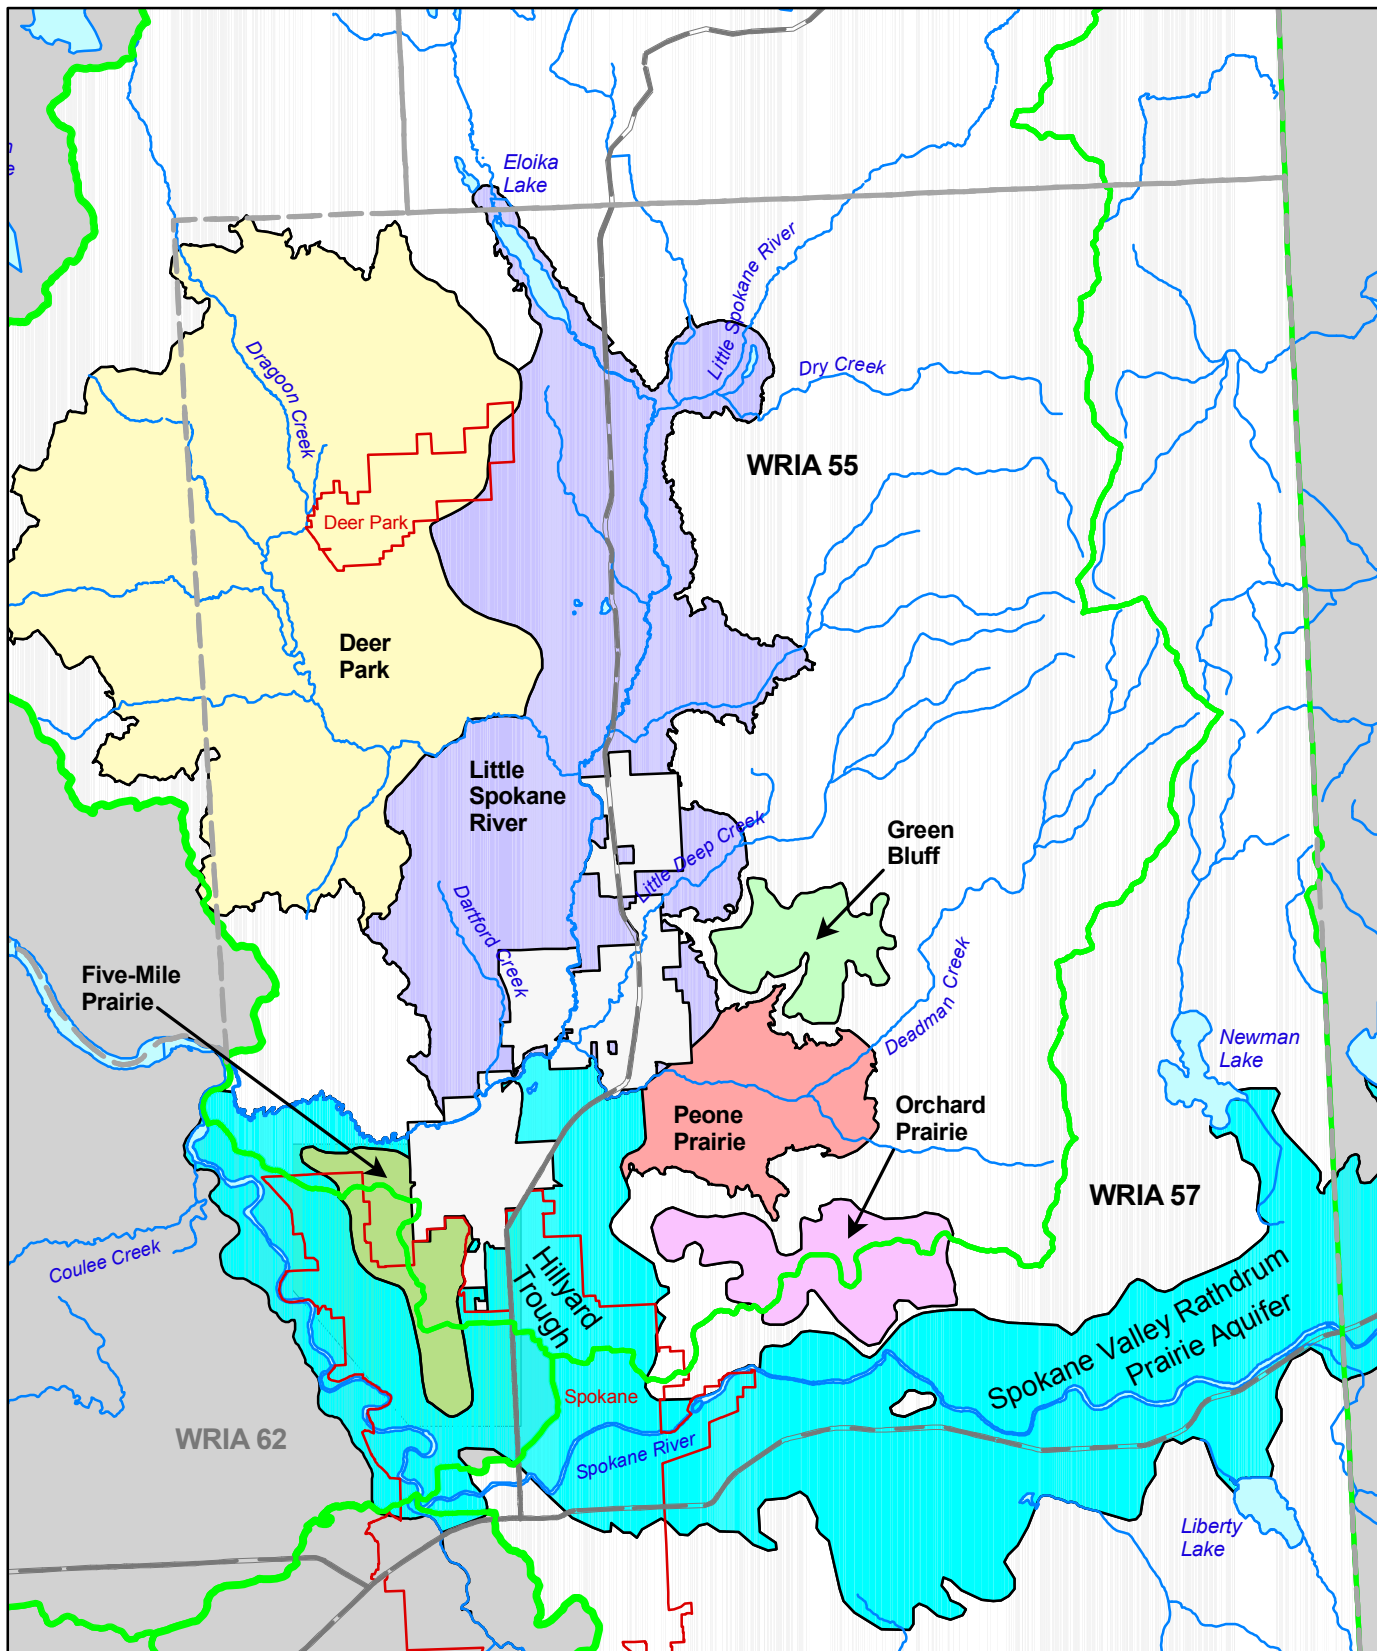 Eloika
Lake
Little Spokane River
Dry Creek
Dragoon Creek
WRIA 55
Deer Park
Deer
Park
Little
Spokane
River
Little Deep Creek
Green
Bluff
Dartford Creek
Deadman Creek
Five-Mile
Prairie
Newman
Lake
Peone
Prairie
Orchard
Prairie
WRIA 57
Coulee Creek
Hillyard
Trough
Spokane Valley Rathdrum
Prairie Aquifer
Spokane
WRIA 62
Spokane River
Liberty
Lake